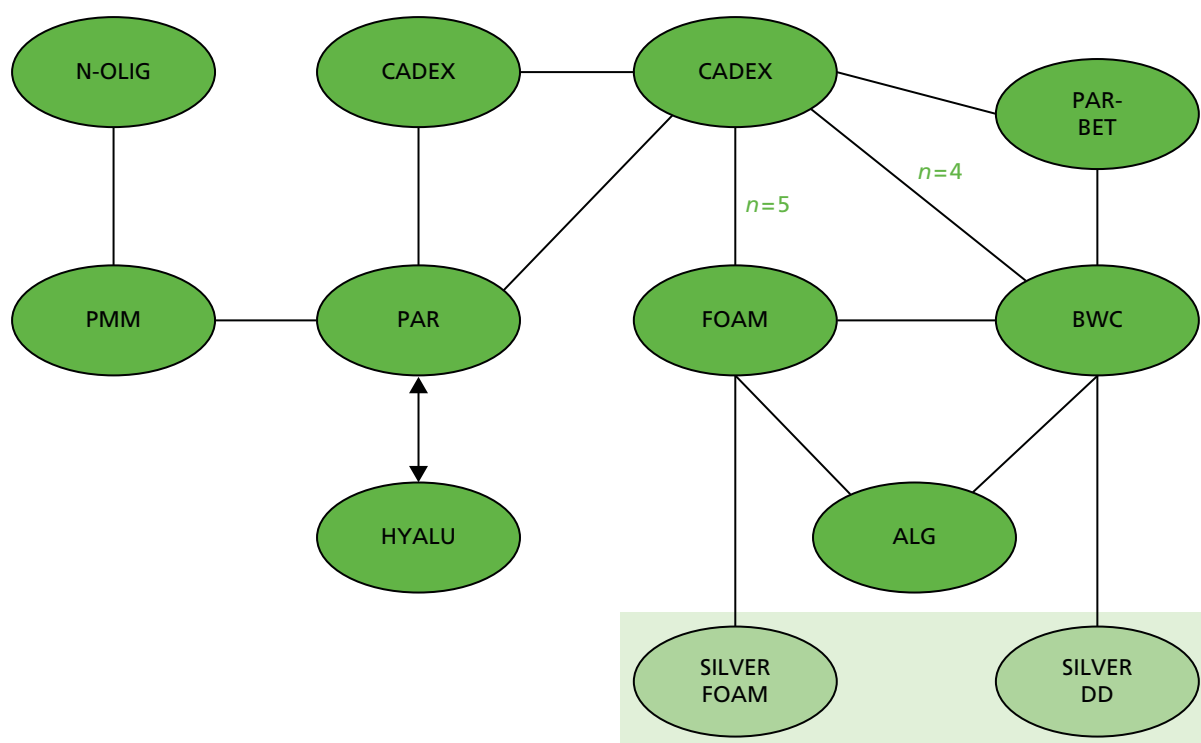 N-OLIG
CADEX
CADEX
PAR-
BET
n=4
n=5
PMM
PAR
FOAM
BWC
HYALU
ALG
SILVER
FOAM
SILVER
DD